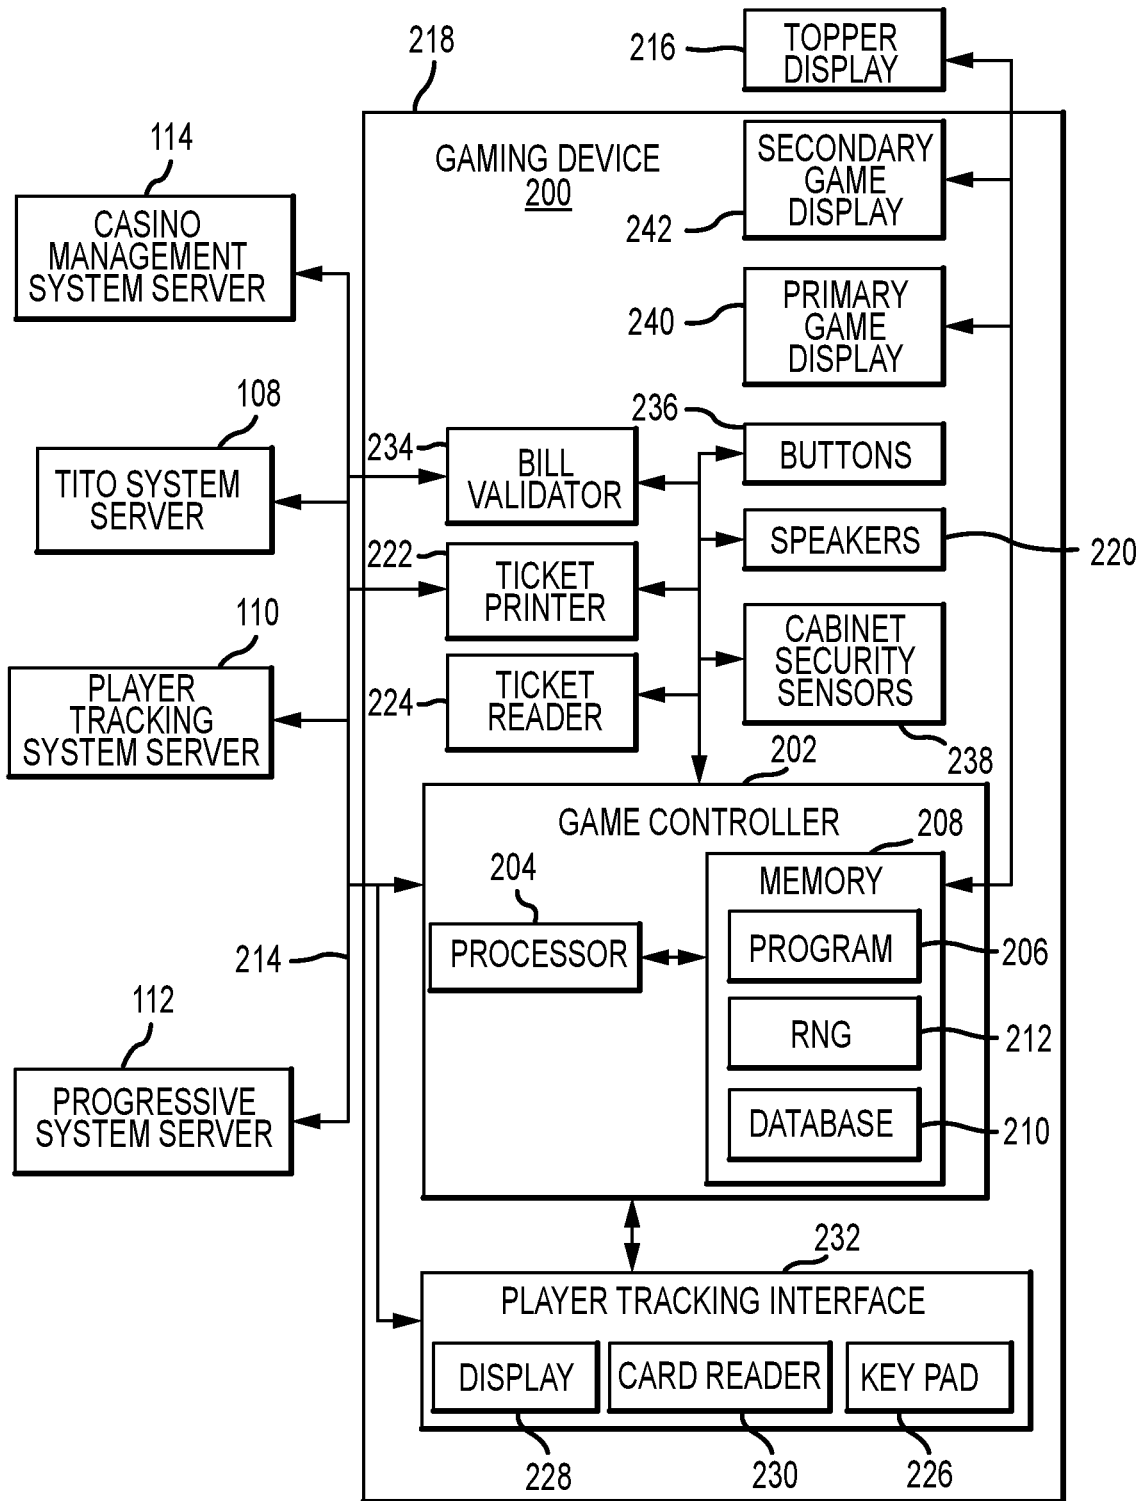 218
216
TOPPER
DISPLAY
114
GAMING DEVICE
200
SECONDARY
GAME
DISPLAY
242
CASINO
MANAGEMENT
SYSTEM SERVER
240
PRIMARY
GAME
DISPLAY
108
TITO SYSTEM
SERVER
234
BILL
VALIDATOR
236
BUTTONS
222
TICKET
PRINTER
SPEAKERS
220
110
PLAYER
TRACKING
SYSTEM SERVER
224
TICKET
READER
CABINET
SECURITY
SENSORS
238
202
GAME CONTROLLER
208
204
PROCESSOR
MEMORY
PROGRAM
206
RNG
212
DATABASE
210
214
112
PROGRESSIVE
SYSTEM SERVER
232
PLAYER TRACKING INTERFACE
DISPLAY
CARD READER
KEY PAD
228
230
226